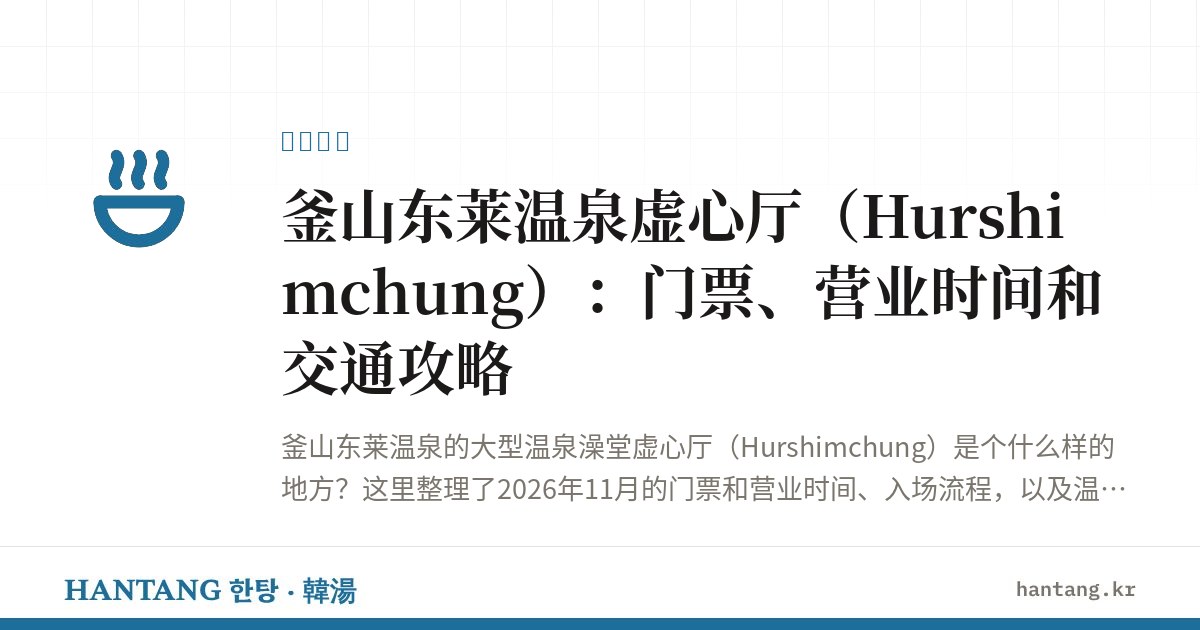 釜山东莱温泉虚心厅（Hurshi
mchung）：门票、营业时间和
交通攻略
釜山东莱温泉的大型温泉澡堂虚心厅（Hurshimchung）是个什么样的
地方？这里整理了2026年11月的门票和营业时间、入场流程，以及温…
HANTANG 한탕 · 韓湯
hantang.kr